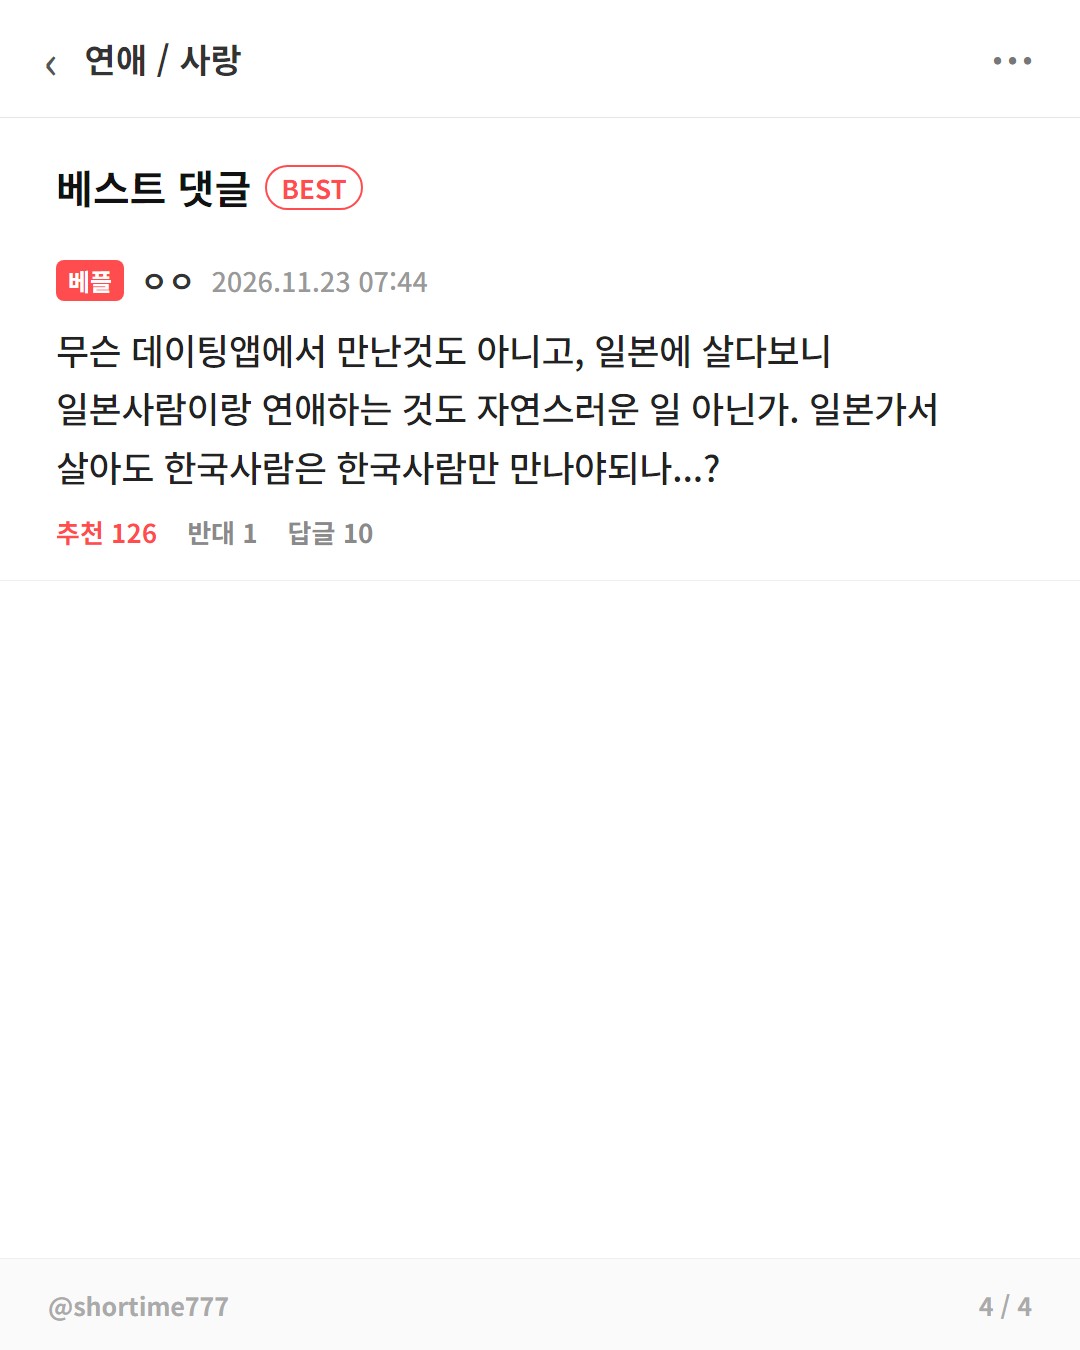 ‹ 연애 / 사랑 •••
베스트 댓글 BEST
베플 ㅇㅇ 2026.11.23 07:44
무슨 데이팅앱에서 만난것도 아니고, 일본에 살다보니
일본사람이랑 연애하는 것도 자연스러운 일 아닌가. 일본가서
살아도 한국사람은 한국사람만 만나야되나...?
추천 126 반대 1 답글 10
@shortime777 4 / 4